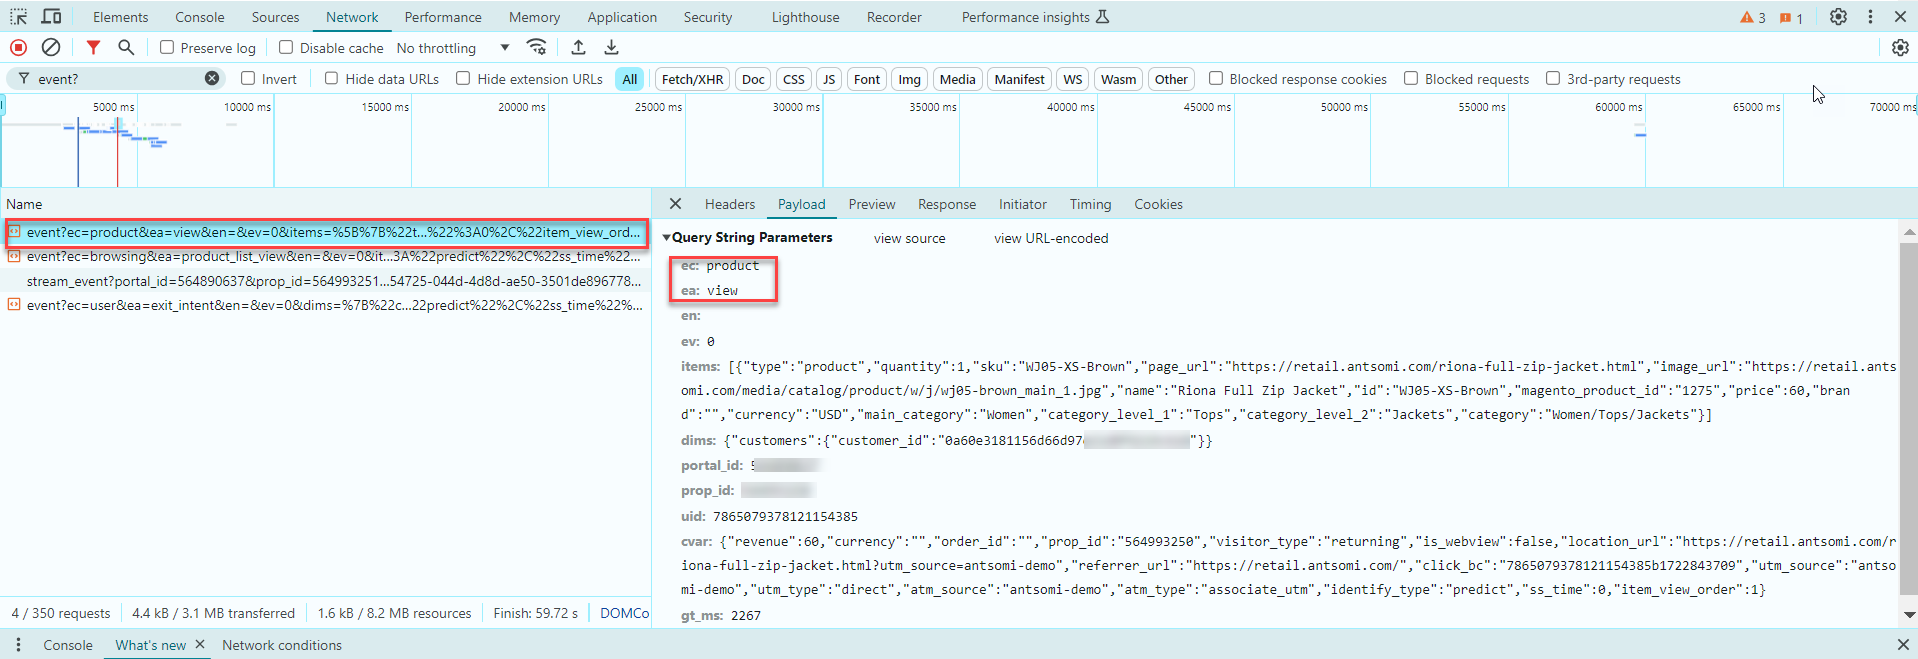 Elements Console Sources Network Performance Memory Application Security Lighthouse Recorder Performance insights 3 1
Preserve log Disable cache No throttling
event? Invert Hide data URLs Hide extension URLs All Fetch/XHR Doc CSS JS Font Img Media Manifest WS Wasm Other Blocked response cookies Blocked requests 3rd-party requests
5000 ms 10000 ms 15000 ms 20000 ms 25000 ms 30000 ms 35000 ms 40000 ms 45000 ms 50000 ms 55000 ms 60000 ms 65000 ms 70000 ms
Name
event?ec=product&ea=view&en=&ev=0&items=%5B%7B%22t...%22%3A0%2C%22item_view_ord...
event?ec=browsing&ea=product_list_view&en=&ev=0&it...3A%22predict%22%2C%22ss_time%22...
stream_event?portal_id=564890637&prop_id=564993251...54725-044d-4d8d-ae50-3501de896778...
event?ec=user&ea=exit_intent&en=&ev=0&dims=%7B%22c...22predict%22%2C%22ss_time%22%...
Headers Payload Preview Response Initiator Timing Cookies
Query String Parameters view source view URL-encoded
ec: product
ea: view
en:
ev: 0
items: [{"type":"product","quantity":1,"sku":"WJ05-XS-Brown","page_url":"https://retail.antsomi.com/riona-full-zip-jacket.html","image_url":"https://retail.ants
omi.com/media/catalog/product/w/j/wj05-brown_main_1.jpg","name":"Riona Full Zip Jacket","id":"WJ05-XS-Brown","magento_product_id":"1275","price":60,"bran
d":"","currency":"USD","main_category":"Women","category_level_1":"Tops","category_level_2":"Jackets","category":"Women/Tops/Jackets"}]
dims: {"customers":{"customer_id":"0a60e3181156d66d97 "}}
portal_id: 5
prop_id:
uid: 7865079378121154385
cvar: {"revenue":60,"currency":"","order_id":"","prop_id":"564993250","visitor_type":"returning","is_webview":false,"location_url":"https://retail.antsomi.com/r
iona-full-zip-jacket.html?utm_source=antsomi-demo","referrer_url":"https://retail.antsomi.com/","click_bc":"7865079378121154385b1722843709","utm_source":"ants
omi-demo","utm_type":"direct","atm_source":"antsomi-demo","atm_type":"associate_utm","identify_type":"predict","ss_time":0,"item_view_order":1}
gt_ms: 2267
4 / 350 requests 4.4 kB / 3.1 MB transferred 1.6 kB / 8.2 MB resources Finish: 59.72 s DOMCo
Console What's new Network conditions